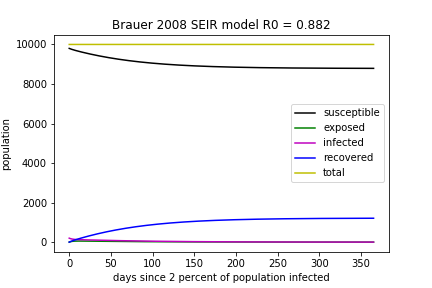 Brauer 2008 SEIR model R0 = 0.882
population
10000
8000
6000
4000
2000
0
susceptible
exposed
infected
recovered
total
0 50 100 150 200 250 300 350
days since 2 percent of population infected